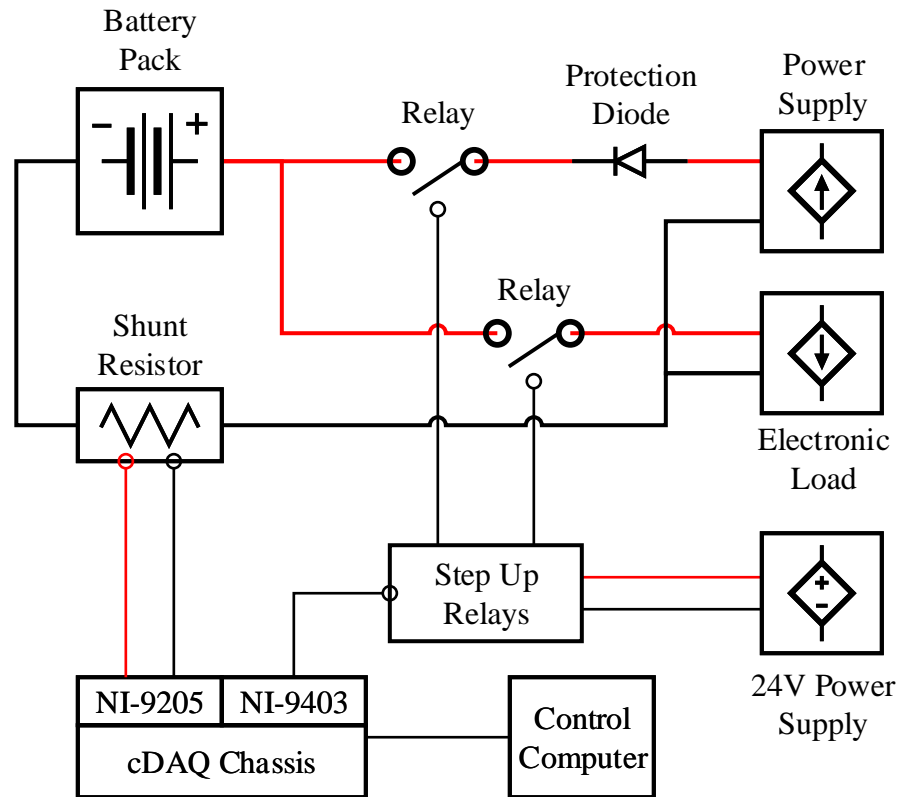 Battery
Pack
−
+
Relay
Protection
Diode
Power
Supply
Shunt
Resistor
Relay
Electronic
Load
Step Up
Relays
+
-
24V Power
Supply
NI-9205
NI-9403
cDAQ Chassis
Control
Computer